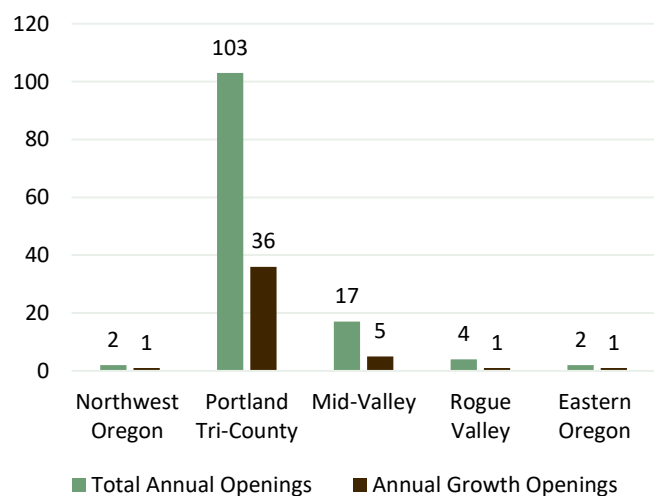 120
100
80
60
40
20
0
103
36
17
5
2
1
4
1
2
1
Northwest Oregon
Portland Tri-County
Mid-Valley
Rogue Valley
Eastern Oregon
Total Annual Openings
Annual Growth Openings